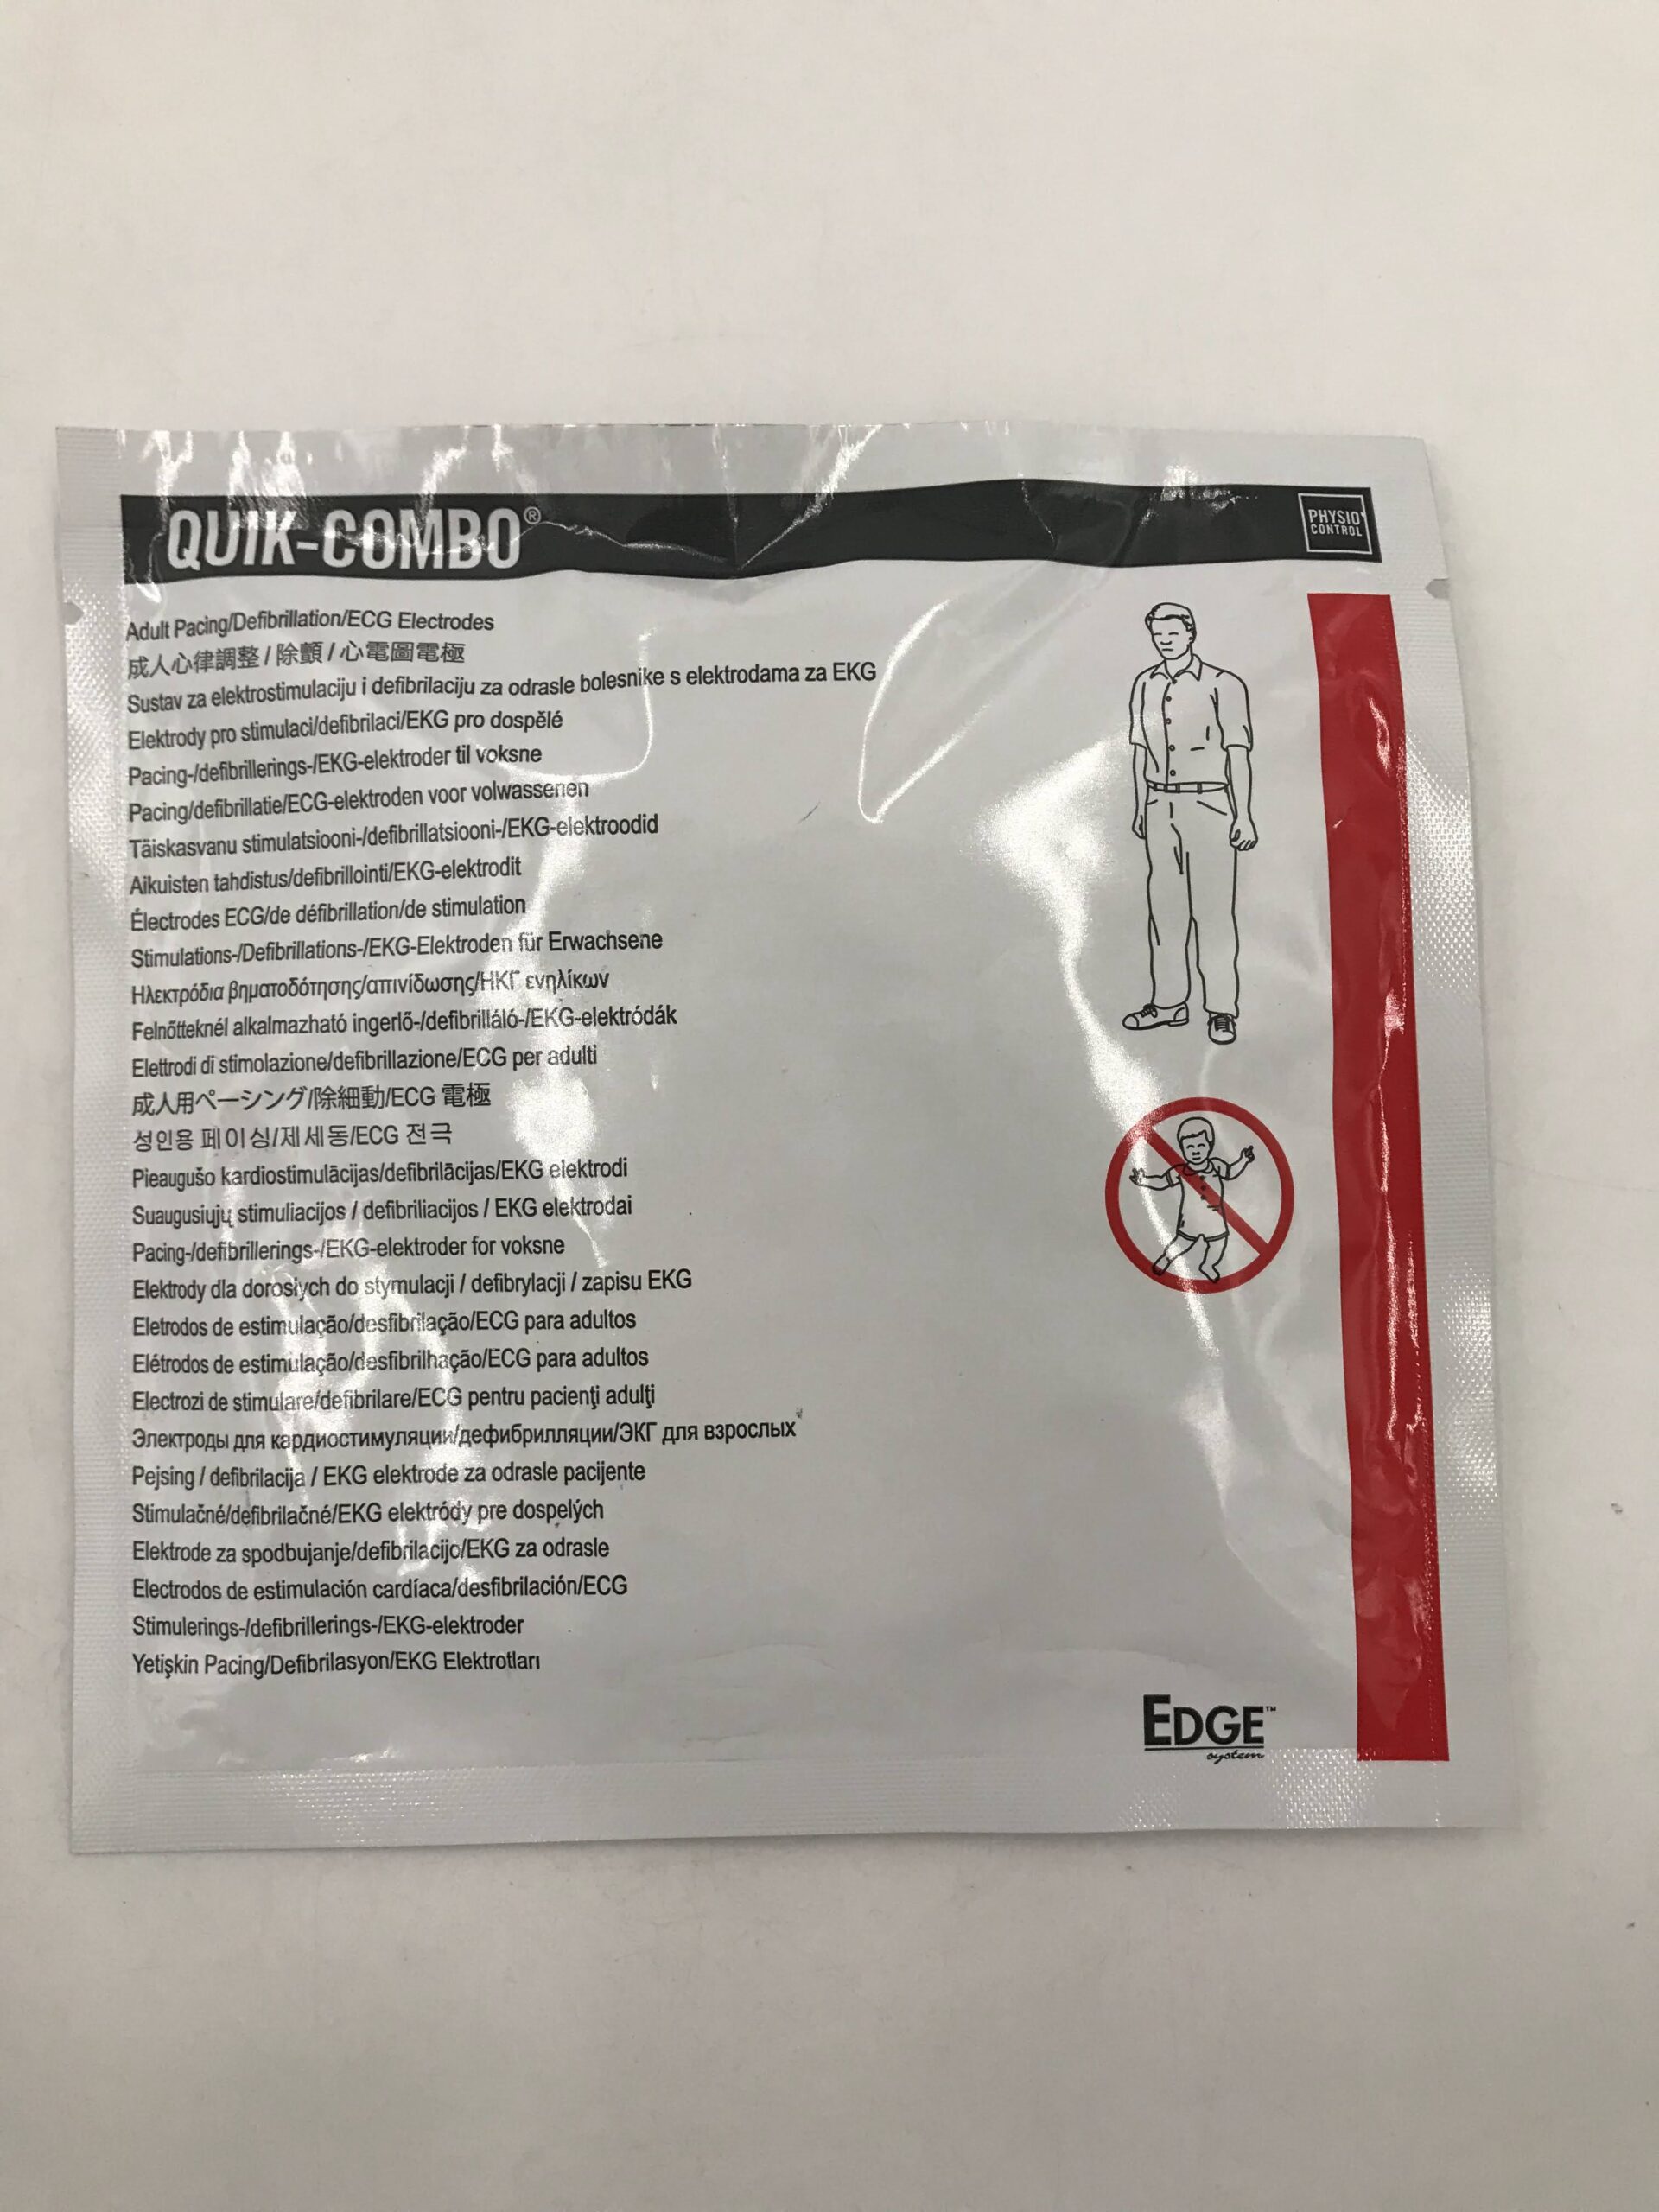 QUIK-COMBO®
PHYSIO
CONTROL
Adult Pacing/Defibrillation/ECG Electrodes
成人心律調整 / 除顫 / 心電圖電極
Sustav za elektrostimulaciju i defibrilaciju za odrasle bolesnike s elektrodama za EKG
Elektrody pro stimulaci/defibrilaci/EKG pro dospělé
Pacing-/defibrillerings-/EKG-elektroder til voksne
Pacing/defibrillatie/ECG-elektroden voor volwassenen
Täiskasvanu stimulatsiooni-/defibrillatsiooni-/EKG-elektroodid
Aikuisten tahdistus/defibrillointi/EKG-elektrodit
Électrodes ECG/de défibrillation/de stimulation
Stimulations-/Defibrillations-/EKG-Elektroden für Erwachsene
Ηλεκτρόδια βηματοδότησης/απινίδωσης/ΗΚΓ ενηλίκων
Felnőtteknél alkalmazható ingerlő-/defibrilláló-/EKG-elektródák
Elettrodi di stimolazione/defibrillazione/ECG per adulti
成人用ペーシング/除細動/ECG 電極
성인용 페이싱/제세동/ECG 전극
Pieaugušo kardiostimulācijas/defibrilācijas/EKG elektrodi
Suaugusiųjų stimuliacijos / defibriliacijos / EKG elektrodai
Pacing-/defibrillerings-/EKG-elektroder for voksne
Elektrody dla dorosłych do stymulacji / defibrylacji / zapisu EKG
Eletrodos de estimulação/desfibrilação/ECG para adultos
Elétrodos de estimulação/desfibrilhação/ECG para adultos
Electrozi de stimulare/defibrilare/ECG pentru pacienţi adulţi
Электроды для кардиостимуляции/дефибрилляции/ЭКГ для взрослых
Pejsing / defibrilacija / EKG elektrode za odrasle pacijente
Stimulačné/defibrilačné/EKG elektródy pre dospelých
Elektrode za spodbujanje/defibrilacijo/EKG za odrasle
Electrodos de estimulación cardíaca/desfibrilación/ECG
Stimulerings-/defibrillerings-/EKG-elektroder
Yetişkin Pacing/Defibrilasyon/EKG Elektrotları
EDGE™
system